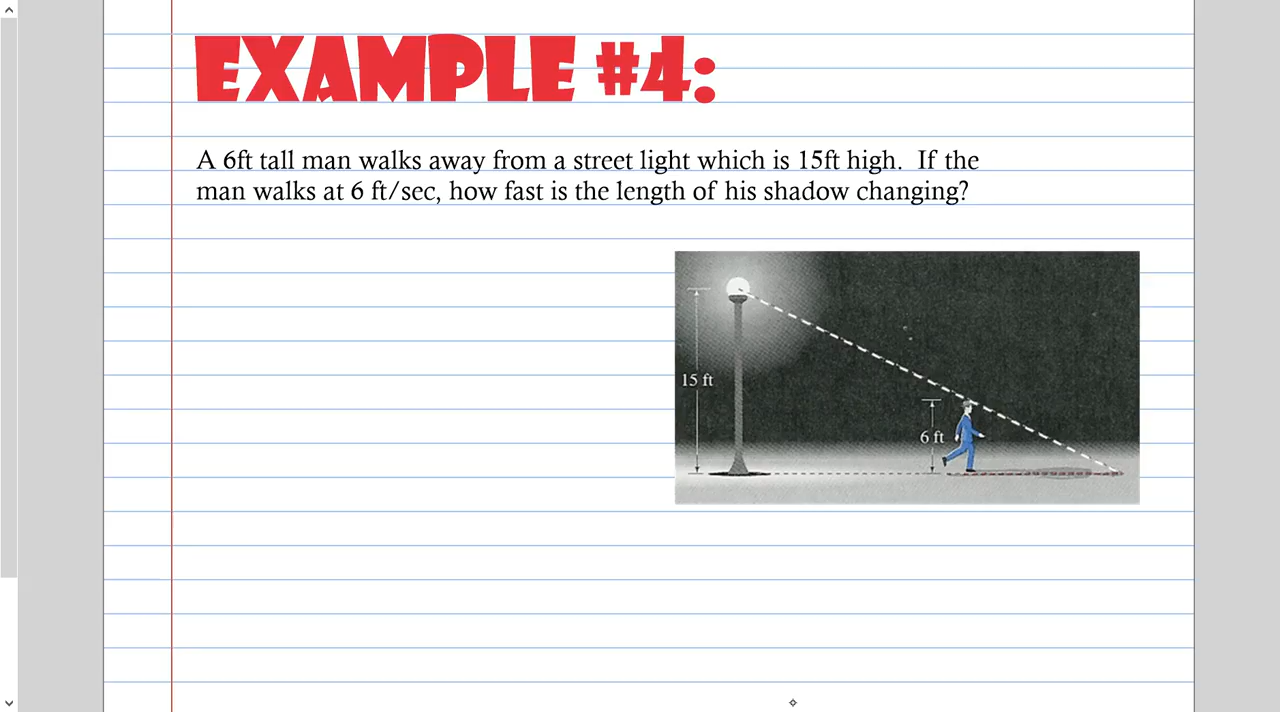 EXAMPLE #4:
A 6ft tall man walks away from a street light which is 15ft high. If the
man walks at 6 ft/sec, how fast is the length of his shadow changing?
15 ft
6 ft